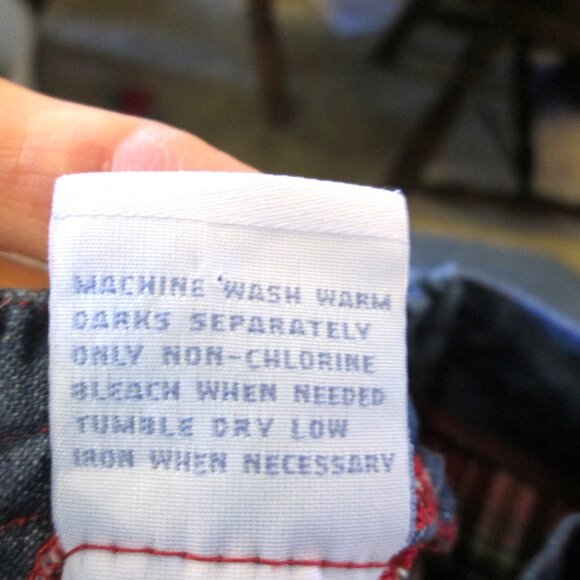 MACHINE WASH WARM
DARKS SEPARATELY
ONLY NON-CHLORINE
BLEACH WHEN NEEDED
TUMBLE DRY LOW
IRON WHEN NECESSARY